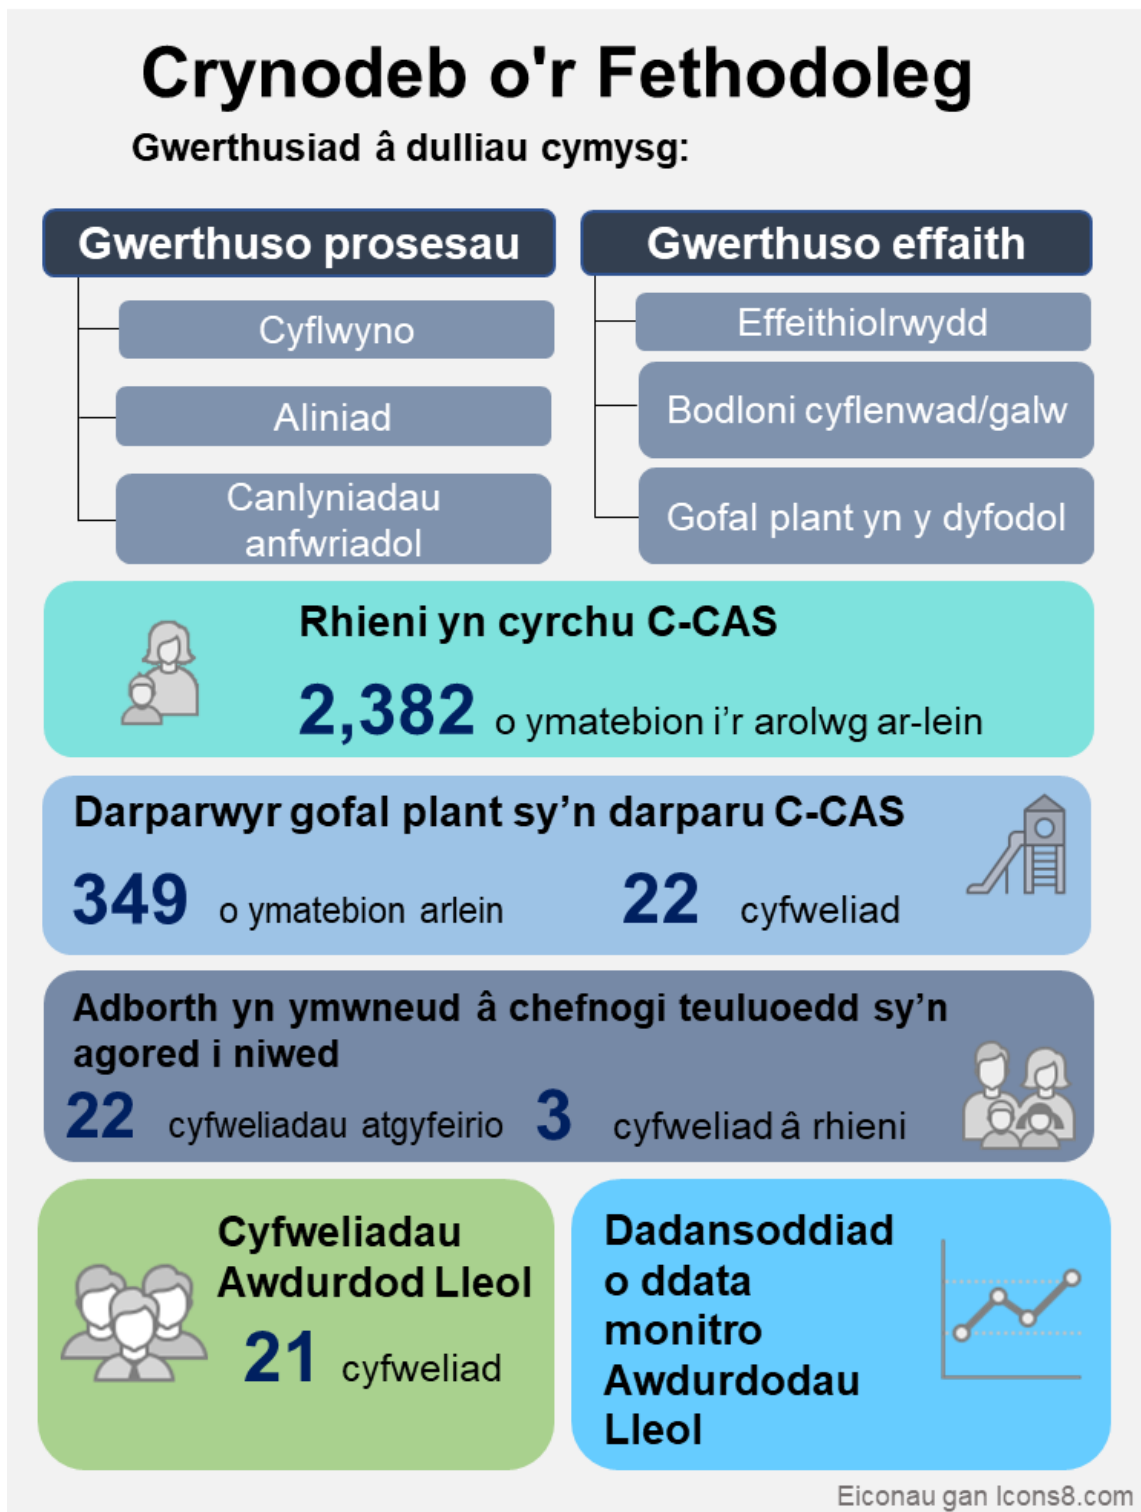 Crynodeb o'r Fethodoleg
Gwerthusiad â dulliau cymysg:
Gwerthuso prosesau
Cyflwyno
Aliniad
Canlyniadau
anfwriadol
Gwerthuso effaith
Effeithiolrwydd
Bodloni cyflenwad/galw
Gofal plant yn y dyfodol
Rhieni yn cyrchu C-CAS
2,382 o ymatebion i’r arolwg ar-lein
Darparwyr gofal plant sy’n darparu C-CAS
349 o ymatebion arlein 22 cyfweliad
Adborth yn ymwneud â chefnogi teuluoedd sy’n
agored i niwed
22 cyfweliadau atgyfeirio 3 cyfweliad â rhieni
Cyfweliadau
Awdurdod Lleol
21 cyfweliad
Dadansoddiad
o ddata
monitro
Awdurdodau
Lleol
Eiconau gan Icons8.com